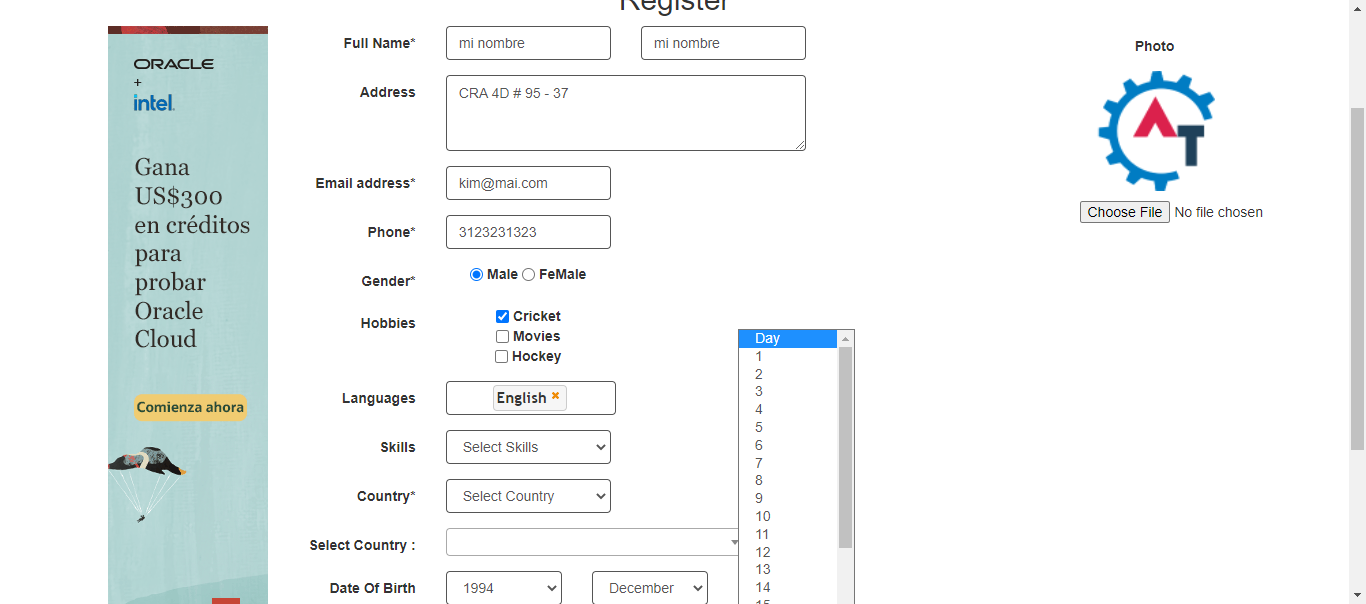 Register
Full Name*
mi nombre
mi nombre
Address
CRA 4D # 95 - 37
Email address*
kim@mai.com
Phone*
3123231323
Gender*
Male FeMale
Hobbies
Cricket
Movies
Hockey
Languages
English
Skills
Select Skills
Country*
Select Country
Select Country :
Date Of Birth
1994
December
Day
1
2
3
4
5
6
7
8
9
10
11
12
13
14
15
Photo
AT
Choose File No file chosen
ORACLE
+
intel.
Gana
US$300
en créditos
para
probar
Oracle
Cloud
Comienza ahora